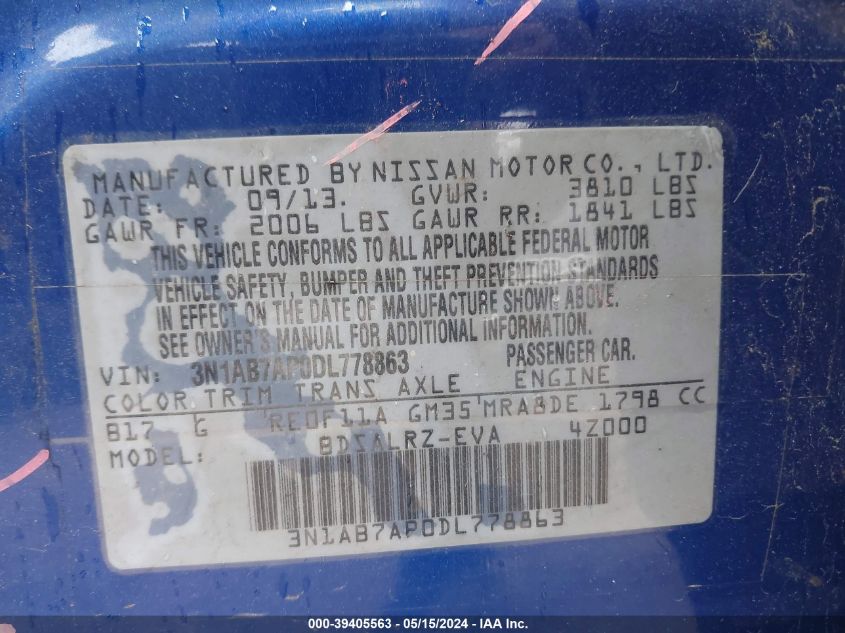 MANUFACTURED BY NISSAN MOTOR CO., LTD.
DATE: 09/13. GVWR: 3810 LBS
GAWR FR: 2006 LBS GAWR RR: 1841 LBS
THIS VEHICLE CONFORMS TO ALL APPLICABLE FEDERAL MOTOR
VEHICLE SAFETY, BUMPER AND THEFT PREVENTION STANDARDS
IN EFFECT ON THE DATE OF MANUFACTURE SHOWN ABOVE.
SEE OWNER'S MANUAL FOR ADDITIONAL INFORMATION.
VIN: 3N1AB7AP0DL778863 PASSENGER CAR.
COLOR TRIM TRANS AXLE ENGINE
B17 G RE0F11A GM35 MRA8DE 1798 CC
MODEL: BDSALRZ-EVA 4Z000
3N1AB7AP0DL778863
000-39405563 - 05/15/2024 - IAA Inc.